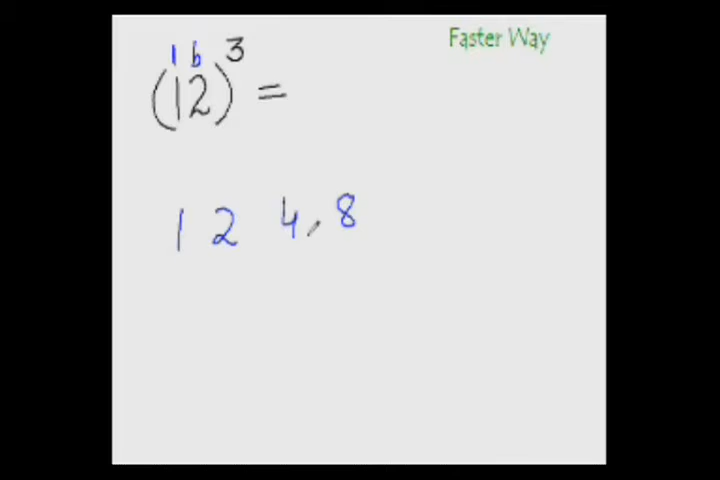 Faster Way
1 b 3
(12) =
1 2 4, 8